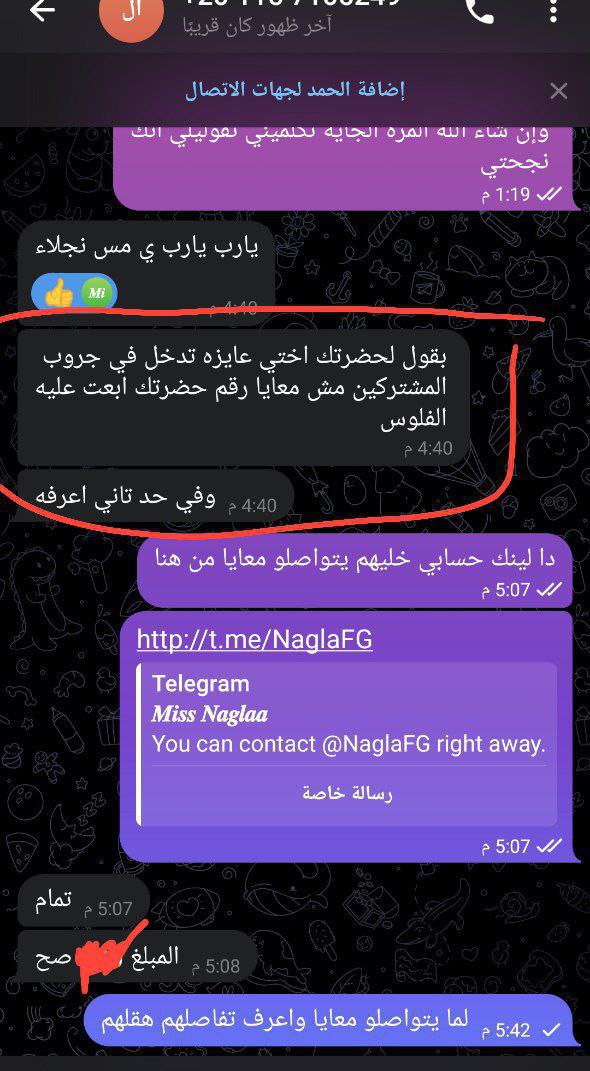 ال
آخر ظهور كان قريبًا
إضافة الحمد لجهات الاتصال
وإن شاء الله المره الجايه تكلميني تقوليلي انك
نجحتي
1:19 م
يارب يارب ي مس نجلاء
Mi
4:40 م
بقول لحضرتك اختي عايزه تدخل في جروب
المشتركين مش معايا رقم حضرتك ابعت عليه
الفلوس
4:40 م
وفي حد تاني اعرفه 4:40 م
دا لينك حسابي خليهم يتواصلو معايا من هنا
5:07 م
http://t.me/NaglaFG
Telegram
Miss Naglaa
You can contact @NaglaFG right away.
رسالة خاصة
5:07 م
تمام 5:07 م
المبلغ صح 5:08 م
لما يتواصلو معايا واعرف تفاصلهم هقلهم 5:42 م